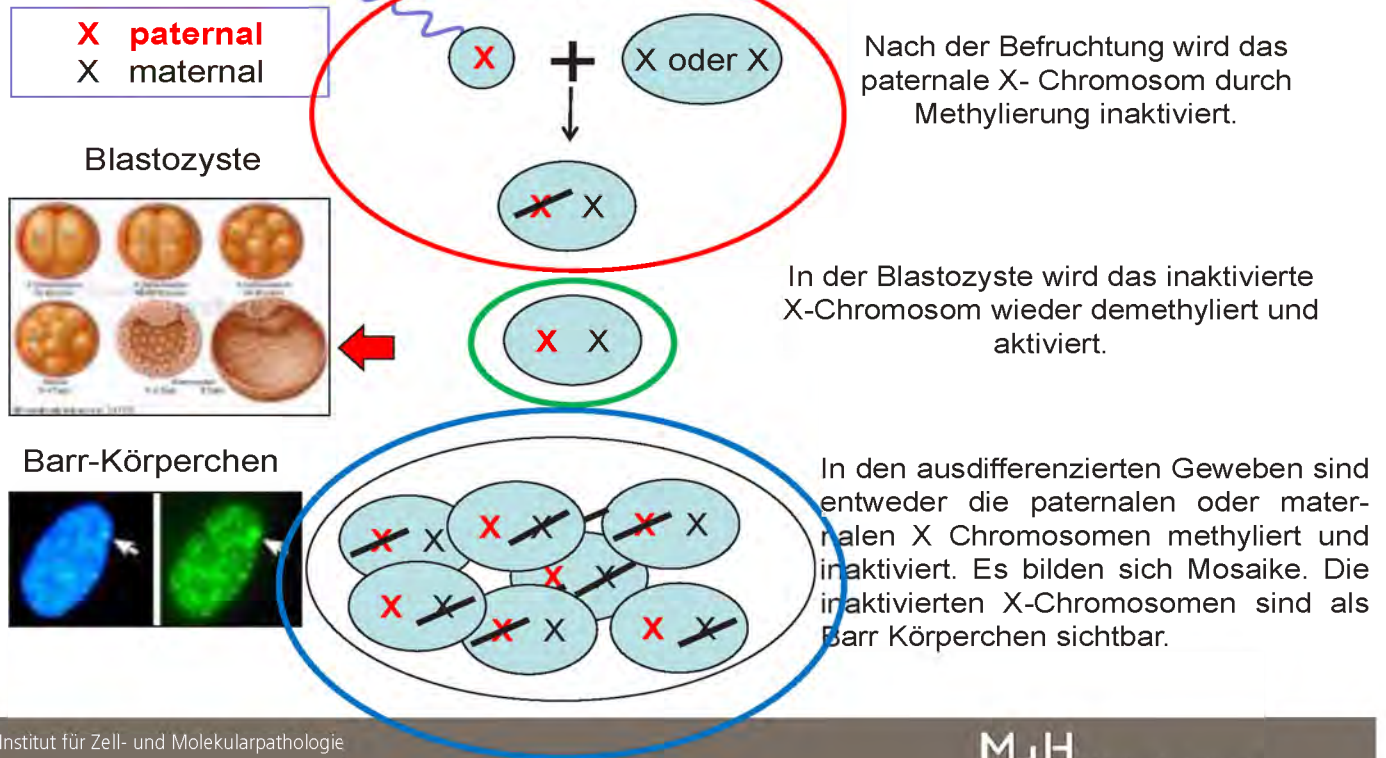 X paternal
X maternal
X
+
X oder X
Nach der Befruchtung wird das
paternale X- Chromosom durch
Methylierung inaktiviert.
X X
Blastozyste
In der Blastozyste wird das inaktivierte
X-Chromosom wieder demethyliert und
aktiviert.
X X
Barr-Körperchen
In den ausdifferenzierten Geweben sind
entweder die paternalen oder mater-
nalen X Chromosomen methyliert und
inaktiviert. Es bilden sich Mosaike. Die
inaktivierten X-Chromosomen sind als
Barr Körperchen sichtbar.
X X
X X
X X
X X
X X
X X
X X
Institut für Zell- und Molekularpathologie